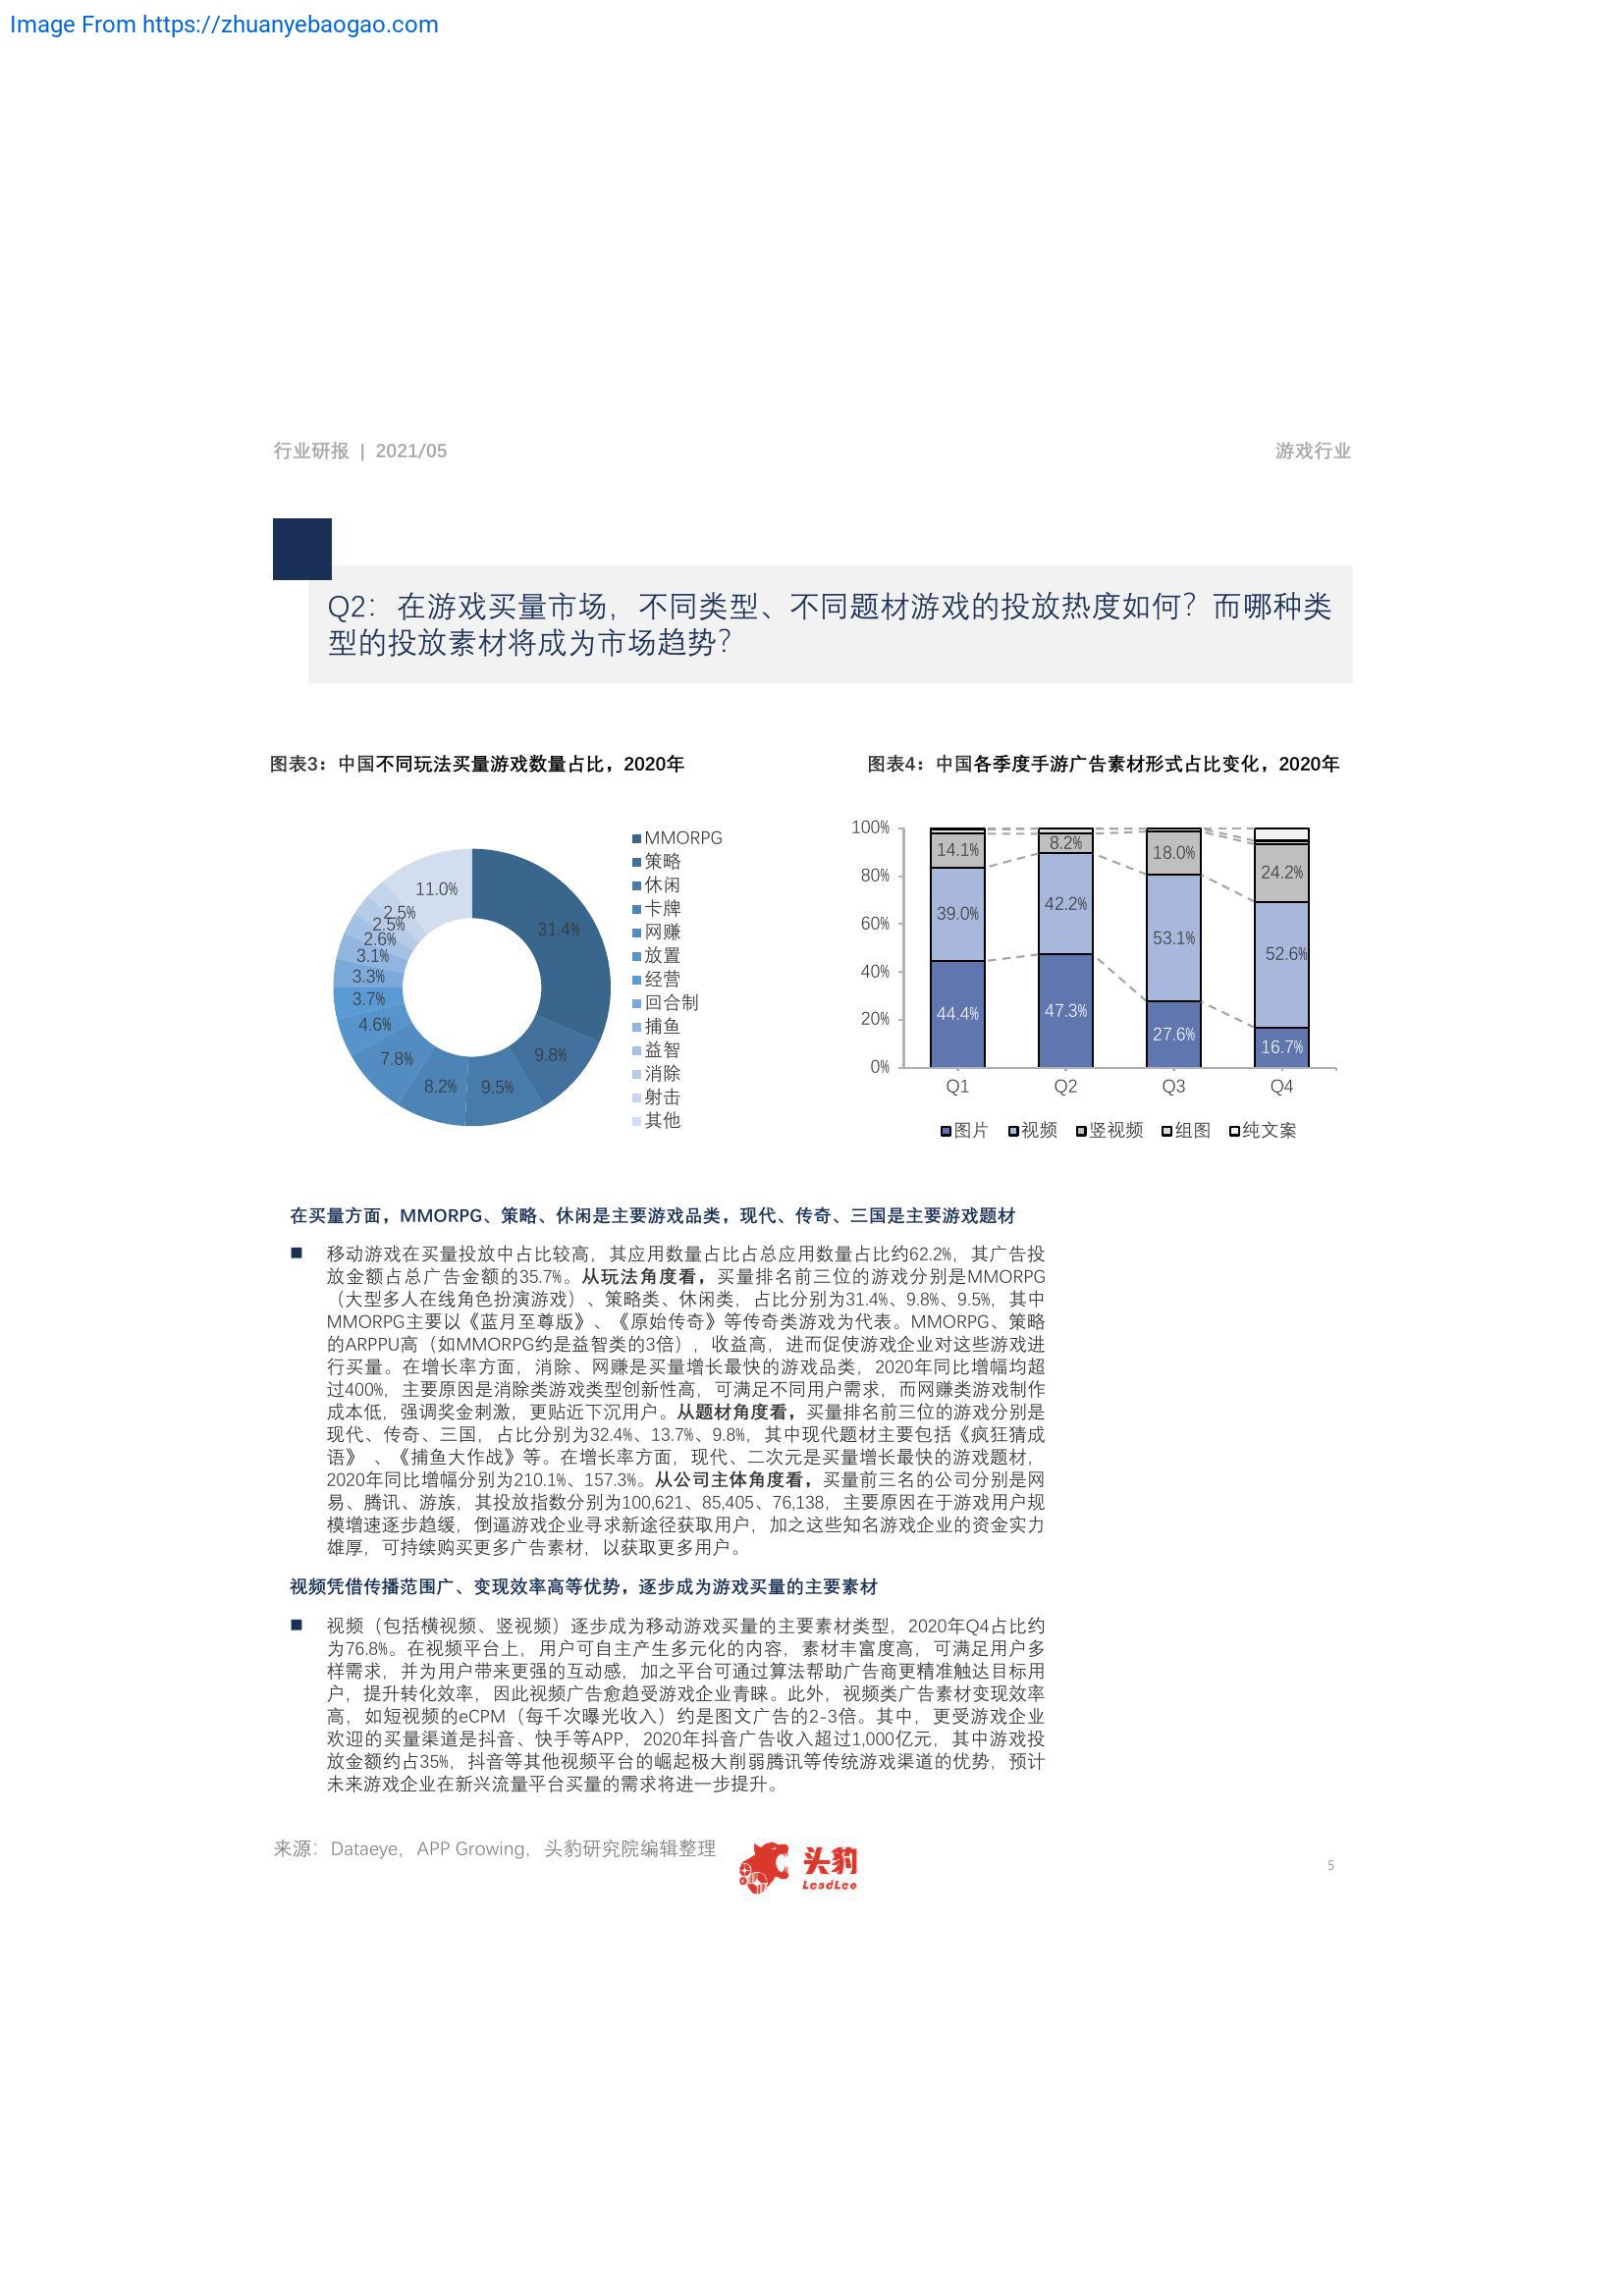 Image From https://zhuanyebaogao.com
行业研报 | 2021/05
游戏行业
Q2：在游戏买量市场，不同类型、不同题材游戏的投放热度如何？而哪种类
型的投放素材将成为市场趋势？
图表3：中国不同玩法买量游戏数量占比，2020年
31.4%
9.8%
9.5%
8.2%
7.8%
4.6%
3.7%
3.3%
3.1%
2.6%
2.5%
2.5%
11.0%
MMORPG
策略
休闲
卡牌
网赚
放置
经营
回合制
捕鱼
益智
消除
射击
其他
图表4：中国各季度手游广告素材形式占比变化，2020年
100%
80%
60%
40%
20%
0%
14.1%
39.0%
44.4%
8.2%
42.2%
47.3%
18.0%
53.1%
27.6%
24.2%
52.6%
16.7%
Q1 Q2 Q3 Q4
图片 视频 竖视频 组图 纯文案
在买量方面，MMORPG、策略、休闲是主要游戏品类，现代、传奇、三国是主要游戏题材
移动游戏在买量投放中占比较高，其应用数量占比占总应用数量占比约62.2%，其广告投
放金额占总广告金额的35.7%。从玩法角度看，买量排名前三位的游戏分别是MMORPG
（大型多人在线角色扮演游戏）、策略类、休闲类，占比分别为31.4%、9.8%、9.5%，其中
MMORPG主要以《蓝月至尊版》、《原始传奇》等传奇类游戏为代表。MMORPG、策略
的ARPPU高（如MMORPG约是益智类的3倍），收益高，进而促使游戏企业对这些游戏进
行买量。在增长率方面，消除、网赚是买量增长最快的游戏品类，2020年同比增幅均超
过400%，主要原因是消除类游戏类型创新性高，可满足不同用户需求，而网赚类游戏制作
成本低，强调奖金刺激，更贴近下沉用户。从题材角度看，买量排名前三位的游戏分别是
现代、传奇、三国，占比分别为32.4%、13.7%、9.8%，其中现代题材主要包括《疯狂猜成
语》 、《捕鱼大作战》等。在增长率方面，现代、二次元是买量增长最快的游戏题材，
2020年同比增幅分别为210.1%、157.3%。从公司主体角度看，买量前三名的公司分别是网
易、腾讯、游族，其投放指数分别为100,621、85,405、76,138，主要原因在于游戏用户规
模增速逐步趋缓，倒逼游戏企业寻求新途径获取用户，加之这些知名游戏企业的资金实力
雄厚，可持续购买更多广告素材，以获取更多用户。
视频凭借传播范围广、变现效率高等优势，逐步成为游戏买量的主要素材
视频（包括横视频、竖视频）逐步成为移动游戏买量的主要素材类型，2020年Q4占比约
为76.8%。在视频平台上，用户可自主产生多元化的内容，素材丰富度高，可满足用户多
样需求，并为用户带来更强的互动感，加之平台可通过算法帮助广告商更精准触达目标用
户，提升转化效率，因此视频广告愈趋受游戏企业青睐。此外，视频类广告素材变现效率
高，如短视频的eCPM（每千次曝光收入）约是图文广告的2-3倍。其中，更受游戏企业
欢迎的买量渠道是抖音、快手等APP，2020年抖音广告收入超过1,000亿元，其中游戏投
放金额约占35%，抖音等其他视频平台的崛起极大削弱腾讯等传统游戏渠道的优势，预计
未来游戏企业在新兴流量平台买量的需求将进一步提升。
来源：Dataeye，APP Growing，头豹研究院编辑整理
头豹
LeadLeo
5